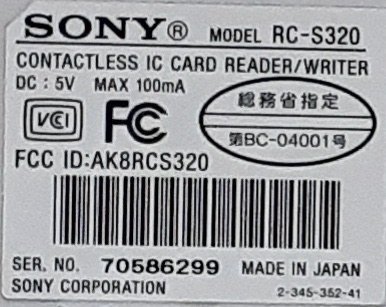 SONY® MODEL RC-S320
CONTACTLESS IC CARD READER/WRITER
DC : 5V MAX 100mA
VCI FC
総務省指定
第BC-04001号
FCC ID:AK8RCS320
SER. NO. 70586299 MADE IN JAPAN
SONY CORPORATION 2-345-352-41